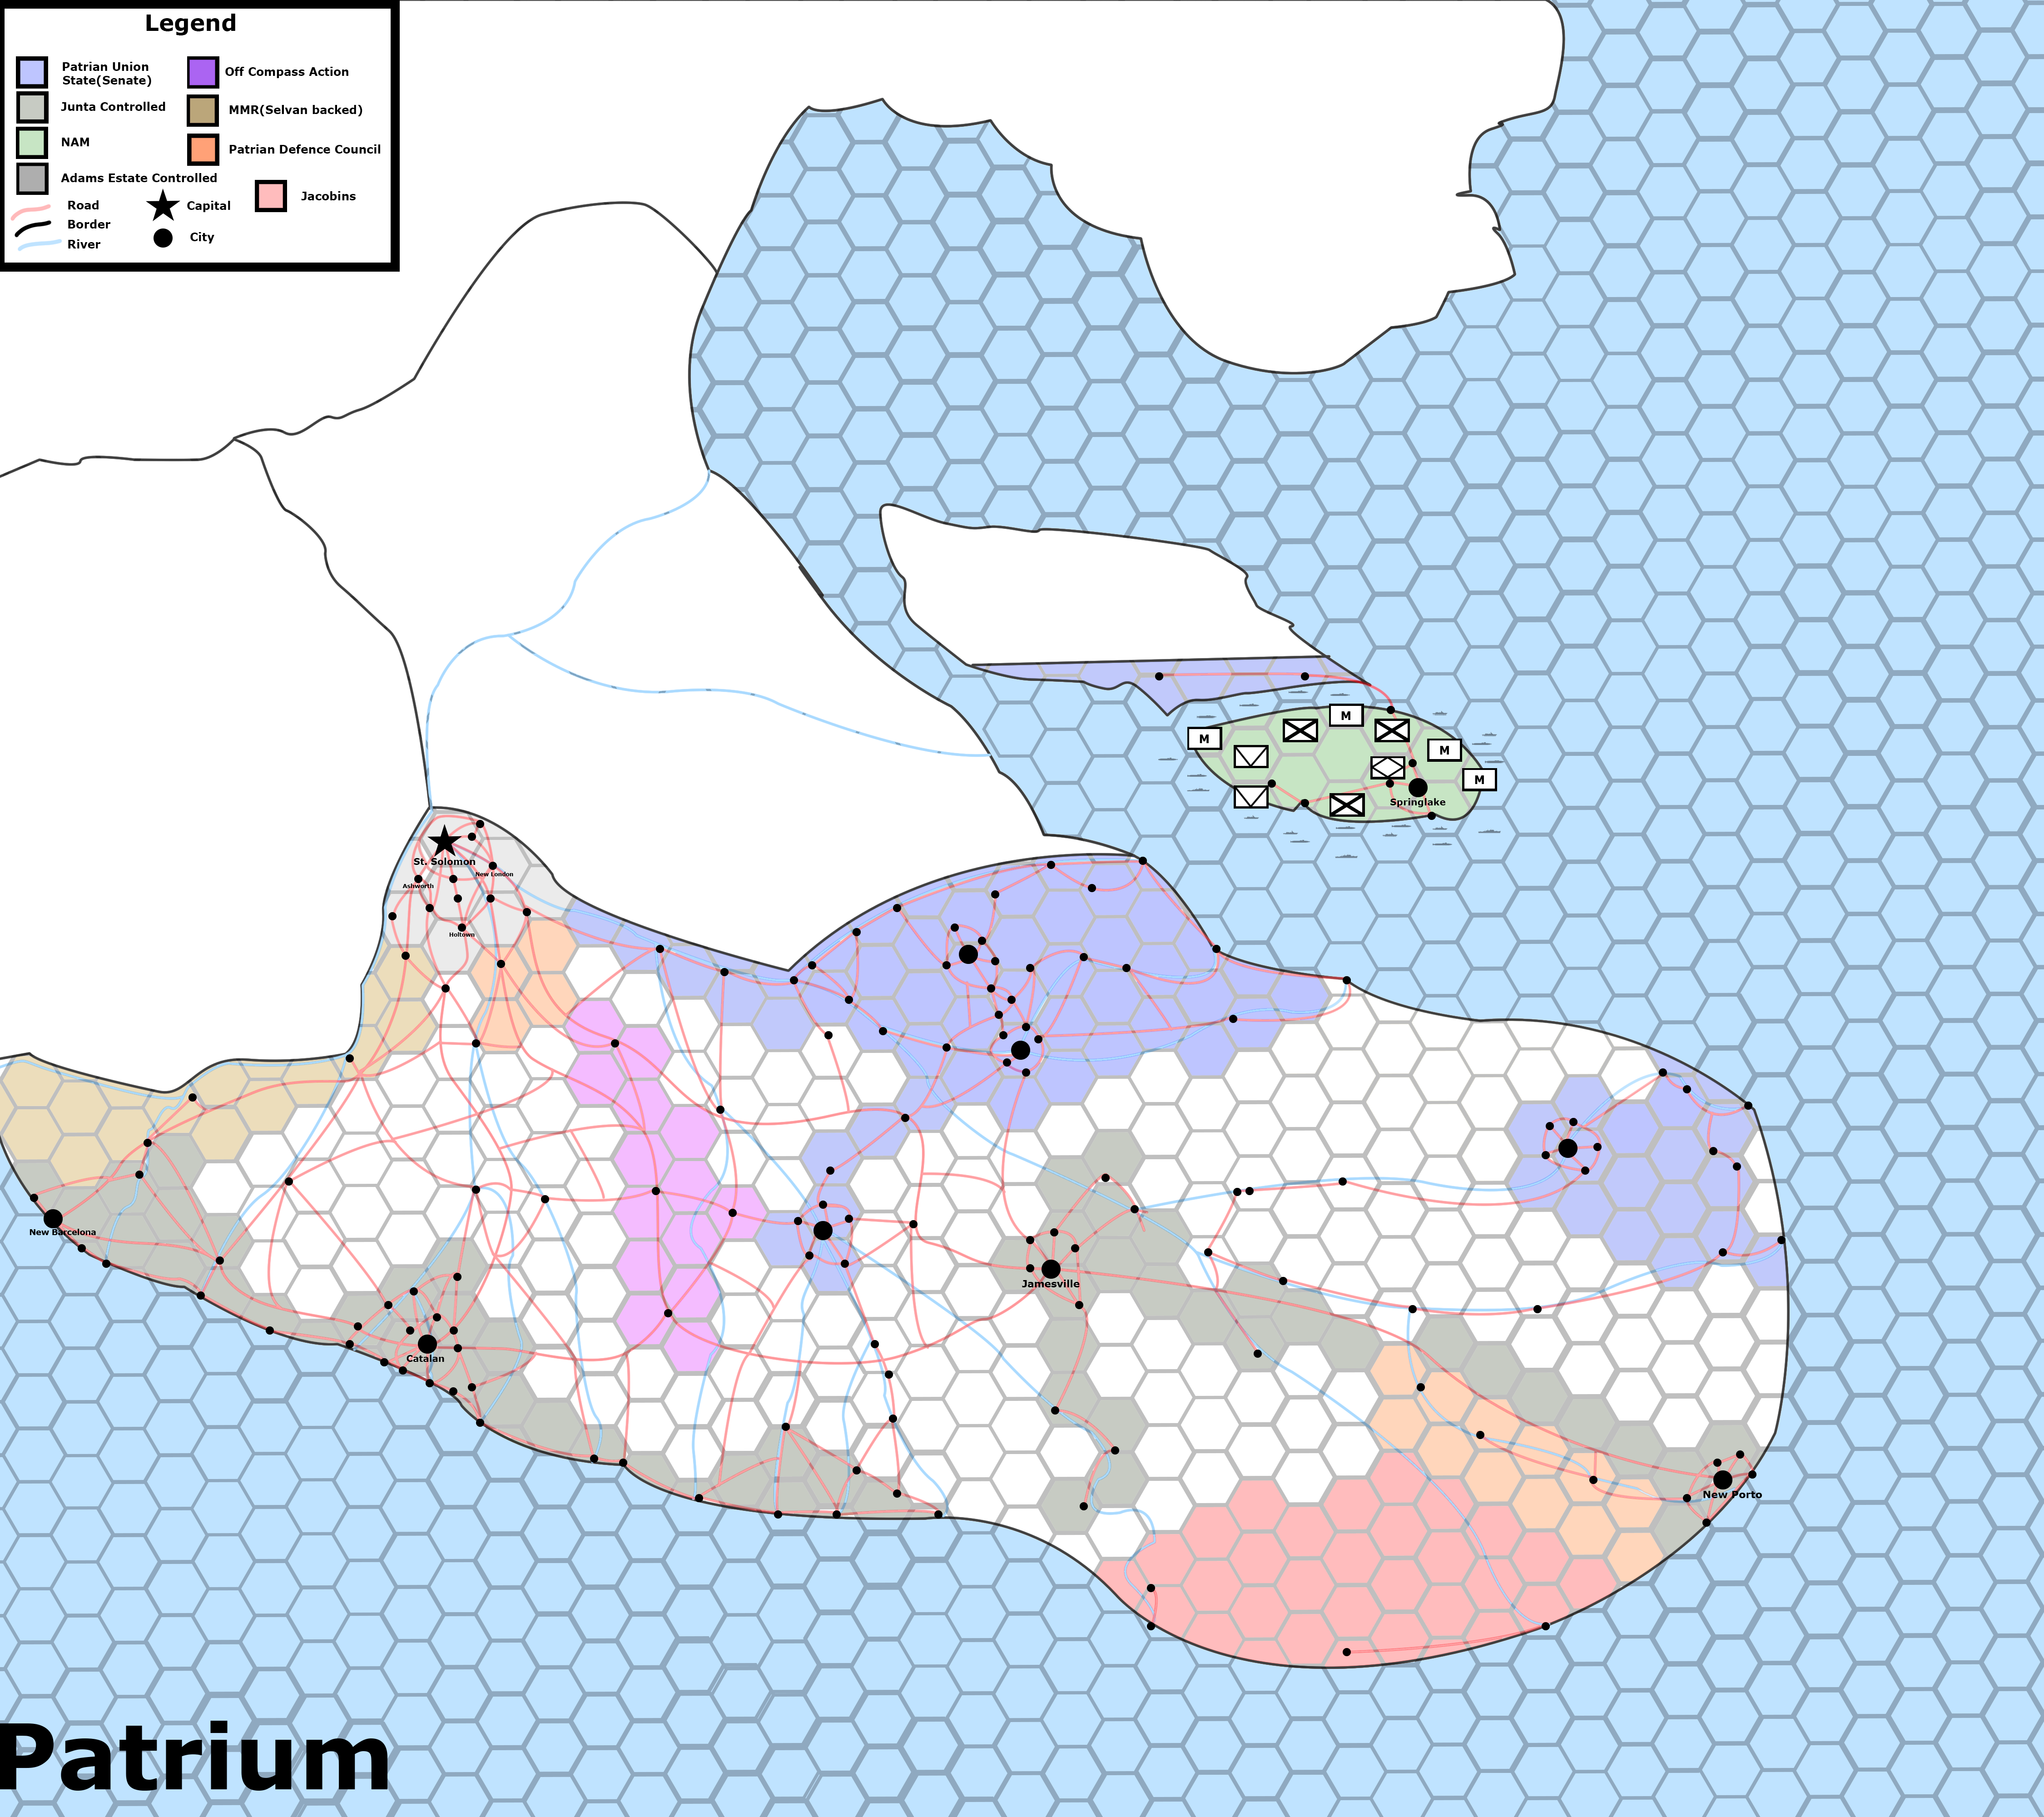 Legend
Patrian Union
State(Senate)
Off Compass Action
Junta Controlled
MMR(Selvan backed)
NAM
Patrian Defence Council
Adams Estate Controlled
Jacobins
Road
Capital
Border
City
River
M
M
M
M
Springlake
St. Solomon
New London
Ashworth
Holtown
New Barcelona
Jamesville
Catalan
New Porto
Patrium